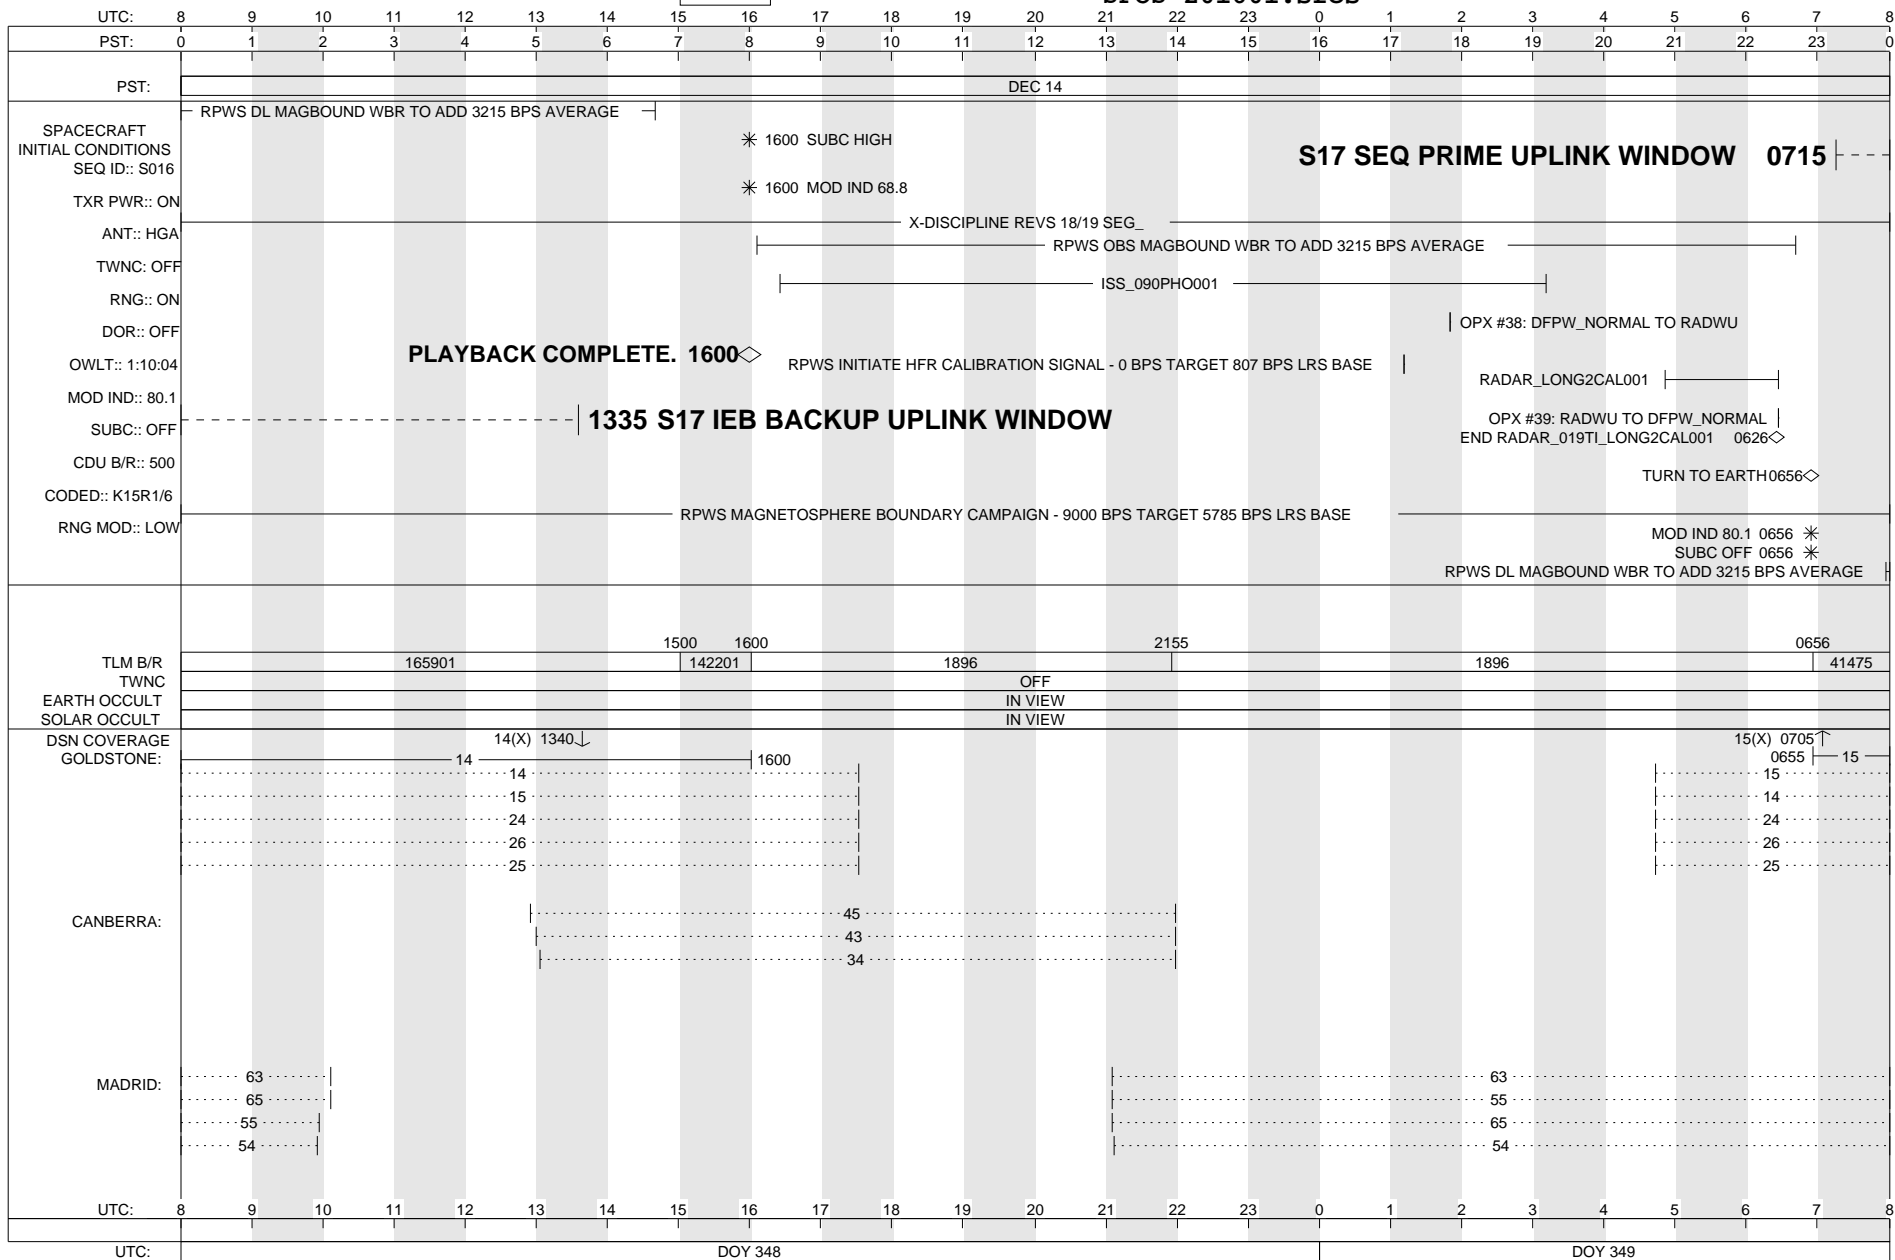 UTC: 8 9 10 11 12 13 14 15 16 17 18 19 20 21 22 23 0 1 2 3 4 5 6 7 8
PST: 0 1 2 3 4 5 6 7 8 9 10 11 12 13 14 15 16 17 18 19 20 21 22 23 0
PST: DEC 14
RPWS DL MAGBOUND WBR TO ADD 3215 BPS AVERAGE
SPACECRAFT
INITIAL CONDITIONS
1600 SUBC HIGH
S17 SEQ PRIME UPLINK WINDOW 0715
SEQ ID:: S016
1600 MOD IND 68.8
TXR PWR:: ON
X-DISCIPLINE REVS 18/19 SEG_
ANT:: HGA
RPWS OBS MAGBOUND WBR TO ADD 3215 BPS AVERAGE
TWNC: OFF
ISS_090PHO001
RNG:: ON
OPX #38: DFPW_NORMAL TO RADWU
DOR:: OFF
PLAYBACK COMPLETE. 1600
OWLT:: 1:10:04
RPWS INITIATE HFR CALIBRATION SIGNAL - 0 BPS TARGET 807 BPS LRS BASE
RADAR_LONG2CAL001
MOD IND:: 80.1
1335 S17 IEB BACKUP UPLINK WINDOW
OPX #39: RADWU TO DFPW_NORMAL
SUBC:: OFF
END RADAR_019TI_LONG2CAL001 0626
CDU B/R:: 500
TURN TO EARTH 0656
CODED:: K15R1/6
RPWS MAGNETOSPHERE BOUNDARY CAMPAIGN - 9000 BPS TARGET 5785 BPS LRS BASE
RNG MOD:: LOW
MOD IND 80.1 0656
SUBC OFF 0656
RPWS DL MAGBOUND WBR TO ADD 3215 BPS AVERAGE
1500 1600 2155 0656
TLM B/R 165901 142201 1896 1896 41475
TWNC OFF
EARTH OCCULT IN VIEW
SOLAR OCCULT IN VIEW
DSN COVERAGE 14(X) 1340 15(X) 0705
GOLDSTONE: 14 1600 0655 15
14 15
15 14
24 24
26 26
25 25
CANBERRA:
45
43
34
MADRID:
63 63
65 55
55 65
54 54
UTC: 8 9 10 11 12 13 14 15 16 17 18 19 20 21 22 23 0 1 2 3 4 5 6 7 8
UTC: DOY 348 DOY 349